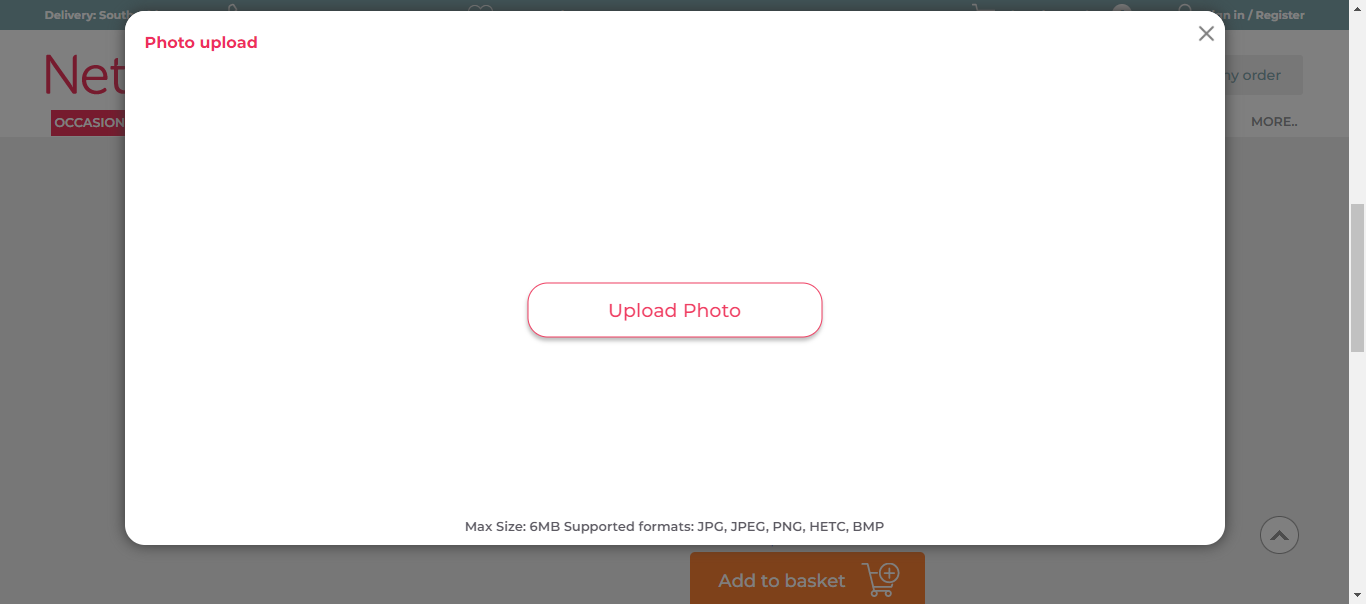 Delivery: South
in / Register
Photo upload
Net
my order
OCCASION
MORE..
Upload Photo
Max Size: 6MB Supported formats: JPG, JPEG, PNG, HETC, BMP
Add to basket